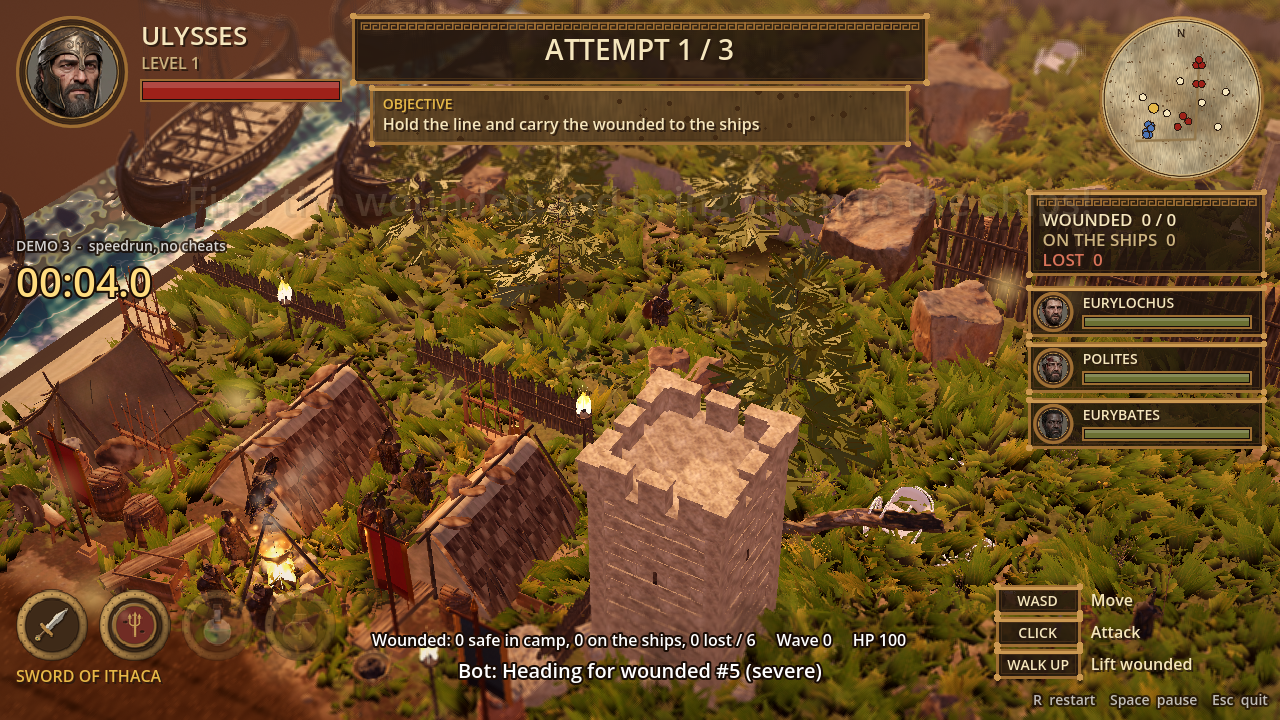 ULYSSES
LEVEL 1
ATTEMPT 1 / 3
OBJECTIVE
Hold the line and carry the wounded to the ships
N
DEMO 3 - speedrun, no cheats
00:04.0
WOUNDED 0 / 0
ON THE SHIPS 0
LOST 0
EURYLOCHUS
POLITES
EURYBATES
WASD Move
CLICK Attack
WALK UP Lift wounded
SWORD OF ITHACA
Wounded: 0 safe in camp, 0 on the ships, 0 lost / 6 Wave 0 HP 100
Bot: Heading for wounded #5 (severe)
R restart Space pause Esc quit